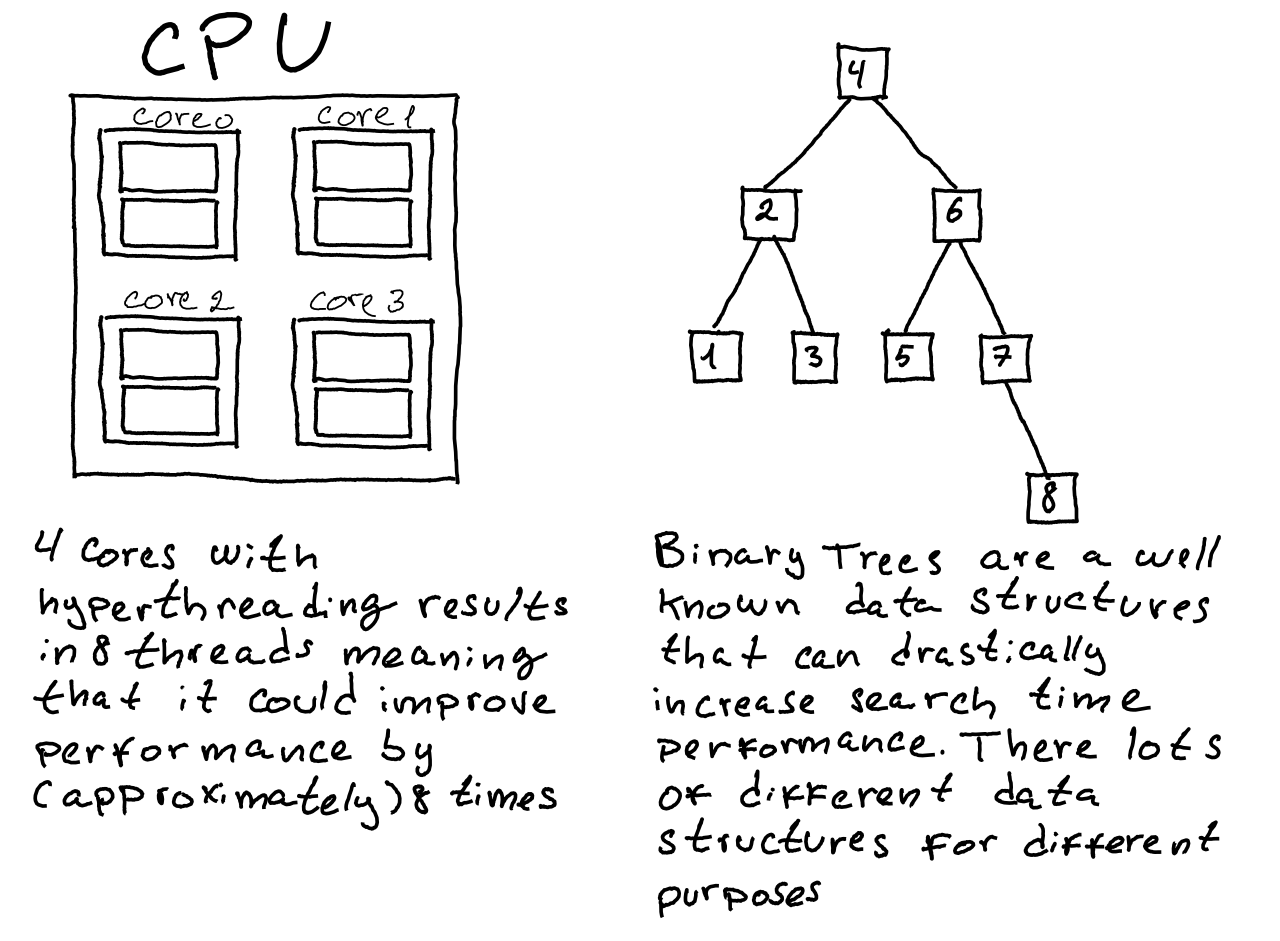 CPU
core0
core 1
core 2
core 3
4 cores with
hyperthreading results
in 8 threads meaning
that it could improve
performance by
(approximately) 8 times
4
2
6
1
3
5
7
8
Binary Trees are a well
known data structures
that can drastically
increase search time
performance. There lots
of different data
structures for different
purposes